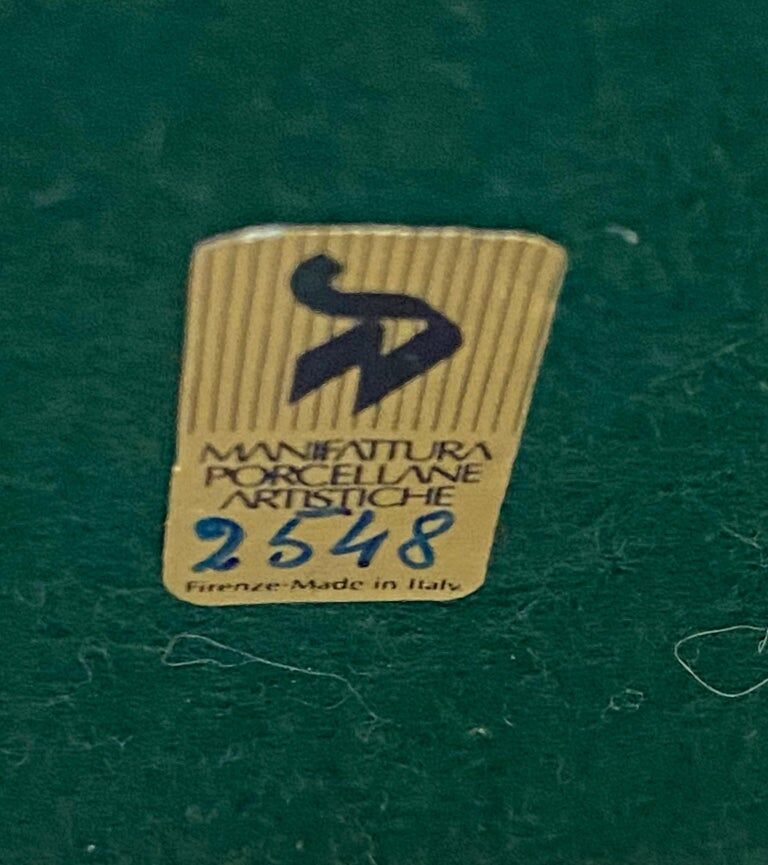 MANIFATTURA
PORCELLANE
ARTISTICHE
2548
Firenze-Made in Italy